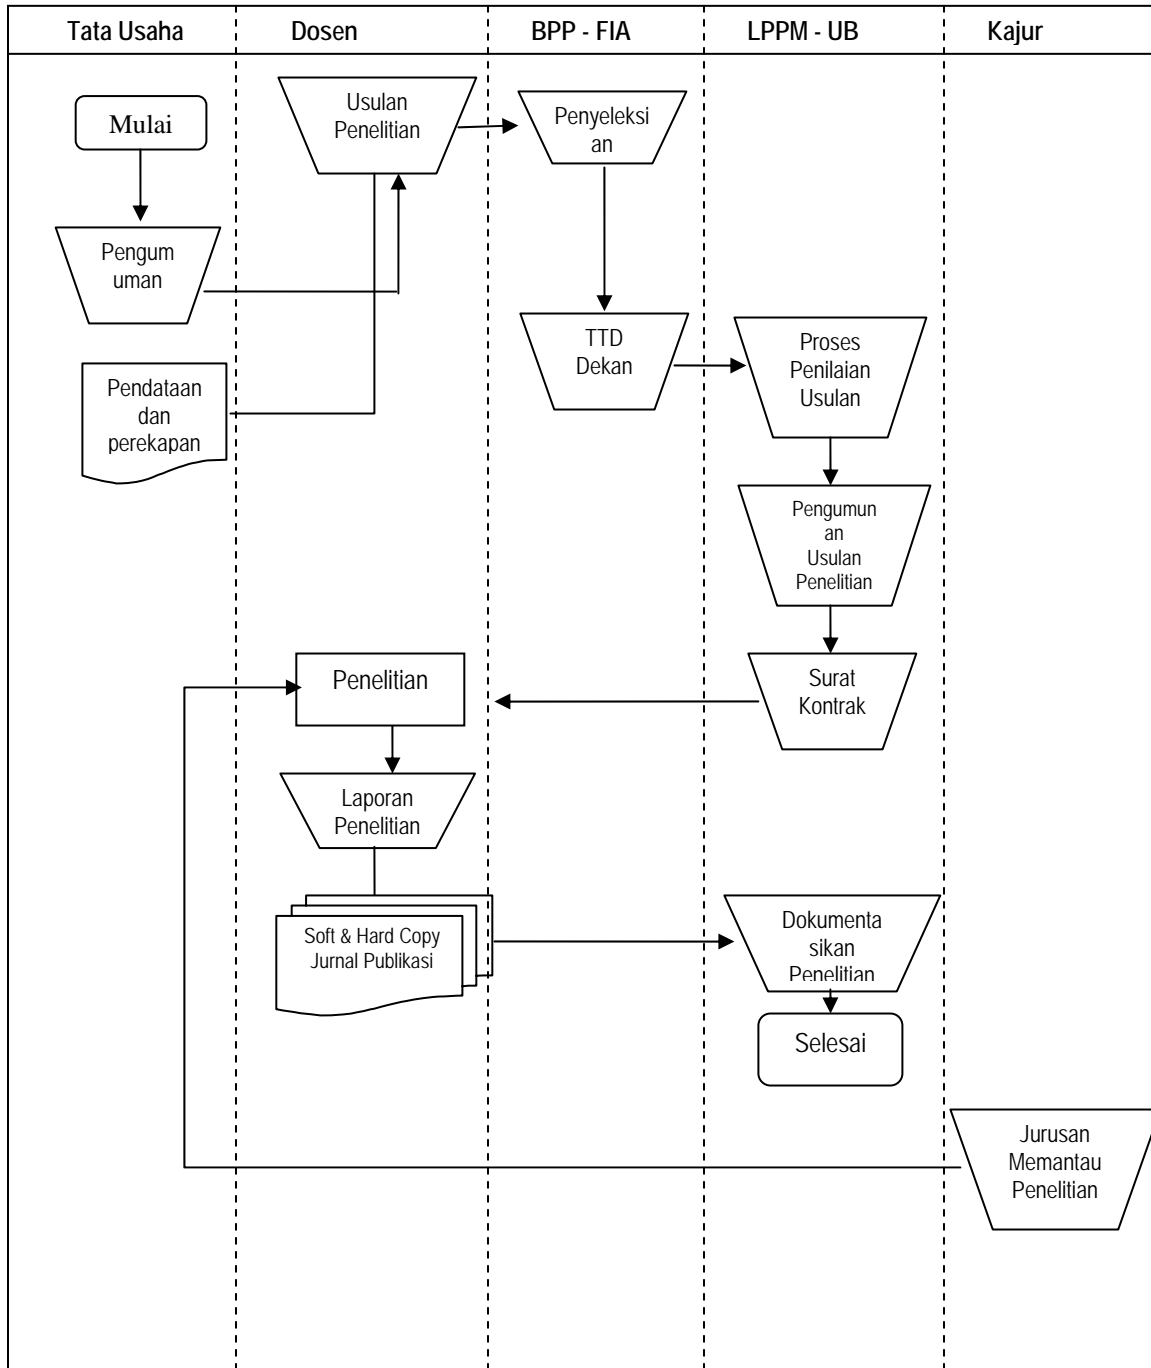 Tata Usaha
Dosen
BPP - FIA
LPPM - UB
Kajur
Mulai
Usulan
Penelitian
Penyeleksi
an
Pengum
uman
TTD
Dekan
Proses
Penilaian
Usulan
Pendataan
dan
perekapan
Pengumun
an
Usulan
Penelitian
Penelitian
Surat
Kontrak
Laporan
Penelitian
Soft & Hard Copy
Jurnal Publikasi
Dokumenta
sikan
Penelitian
Selesai
Jurusan
Memantau
Penelitian